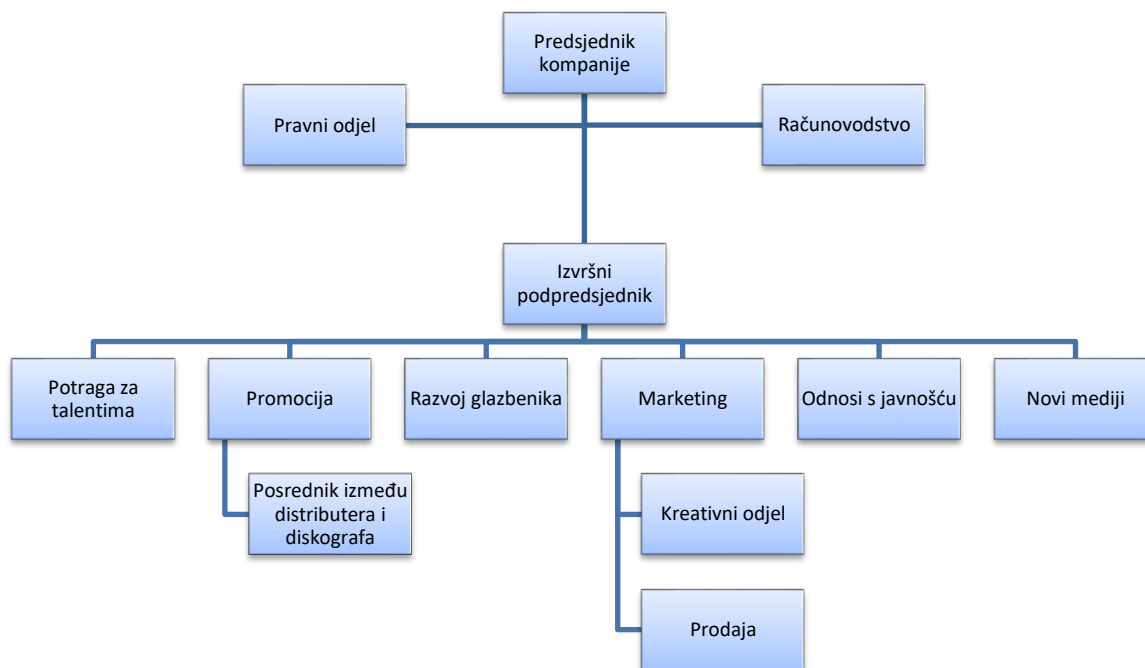 Predsjednik
kompanije
Pravni odjel
Računovodstvo
Izvršni
podpredsjednik
Potraga za
talentima
Promocija
Razvoj glazbenika
Marketing
Odnosi s javnošću
Novi mediji
Posrednik između
distributera i
diskografa
Kreativni odjel
Prodaja